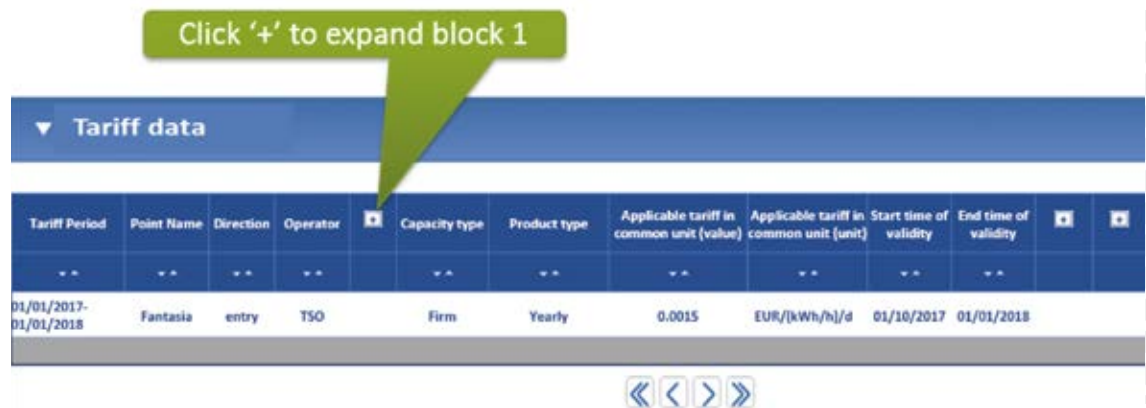 Click ‘+’ to expand block 1
▼ Tariff data
Tariff Period Point Name Direction Operator + Capacity type Product type Applicable tariff in common unit (value) Applicable tariff in common unit (unit) Start time of validity End time of validity + +
01/01/2017-01/01/2018 Fantasia entry TSO Firm Yearly 0.0015 EUR/[kWh/h]/d 01/10/2017 01/01/2018